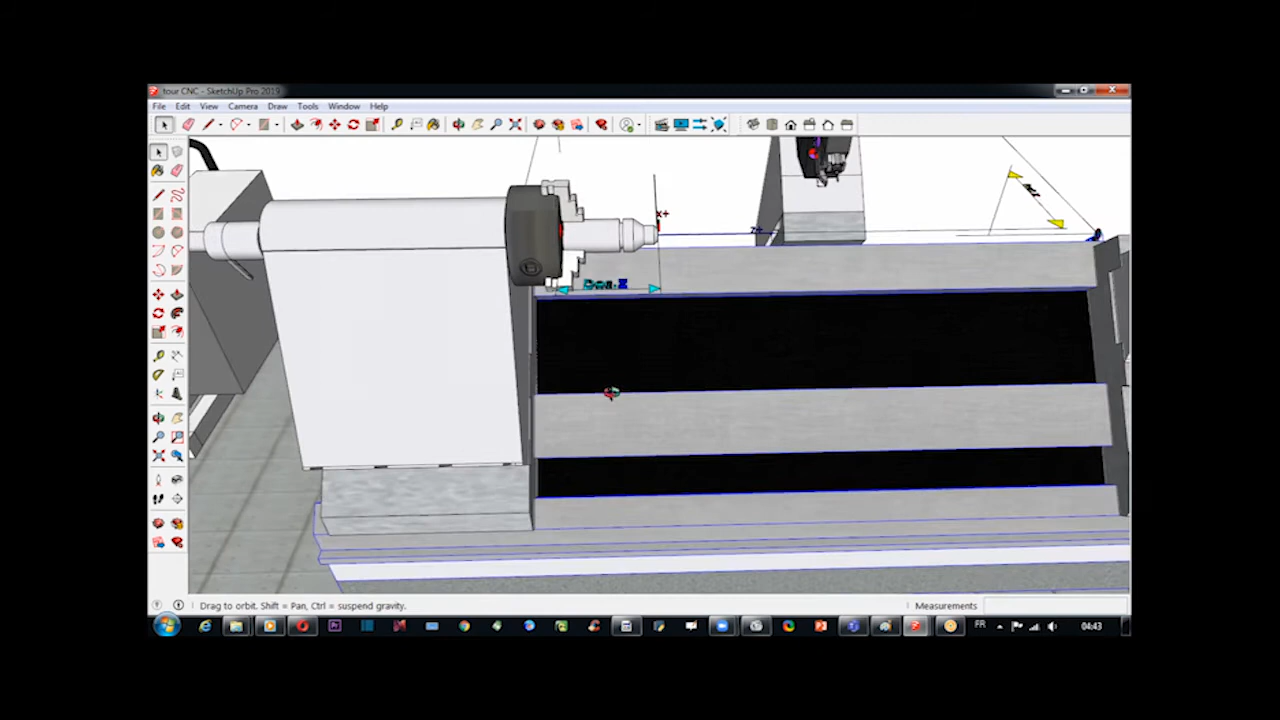 tour CNC - SketchUp Pro 2019
File Edit View Camera Draw Tools Window Help
X+
Z+
Drag to orbit. Shift = Pan, Ctrl = suspend gravity.
Measurements
FR
04:43